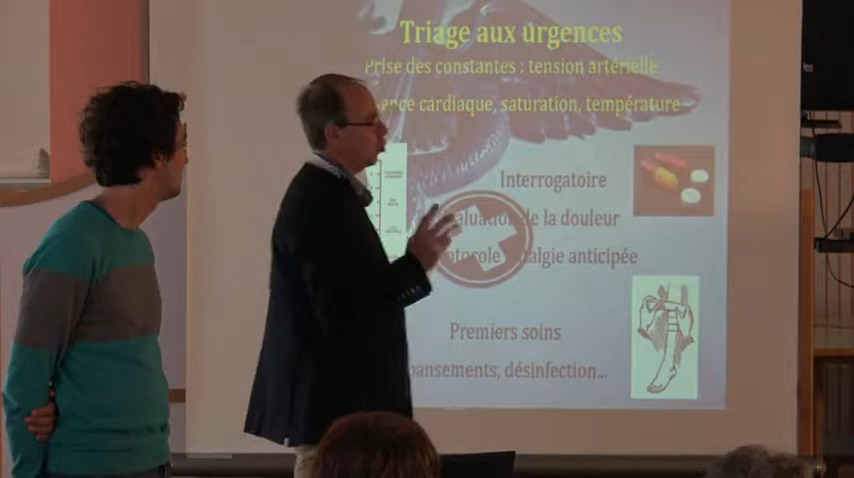 Triage aux urgences
Prise des constantes : tension artérielle
cardiaque, saturation, température
Interrogatoire
de la douleur
anticipée
Premiers soins
pansements, désinfection...